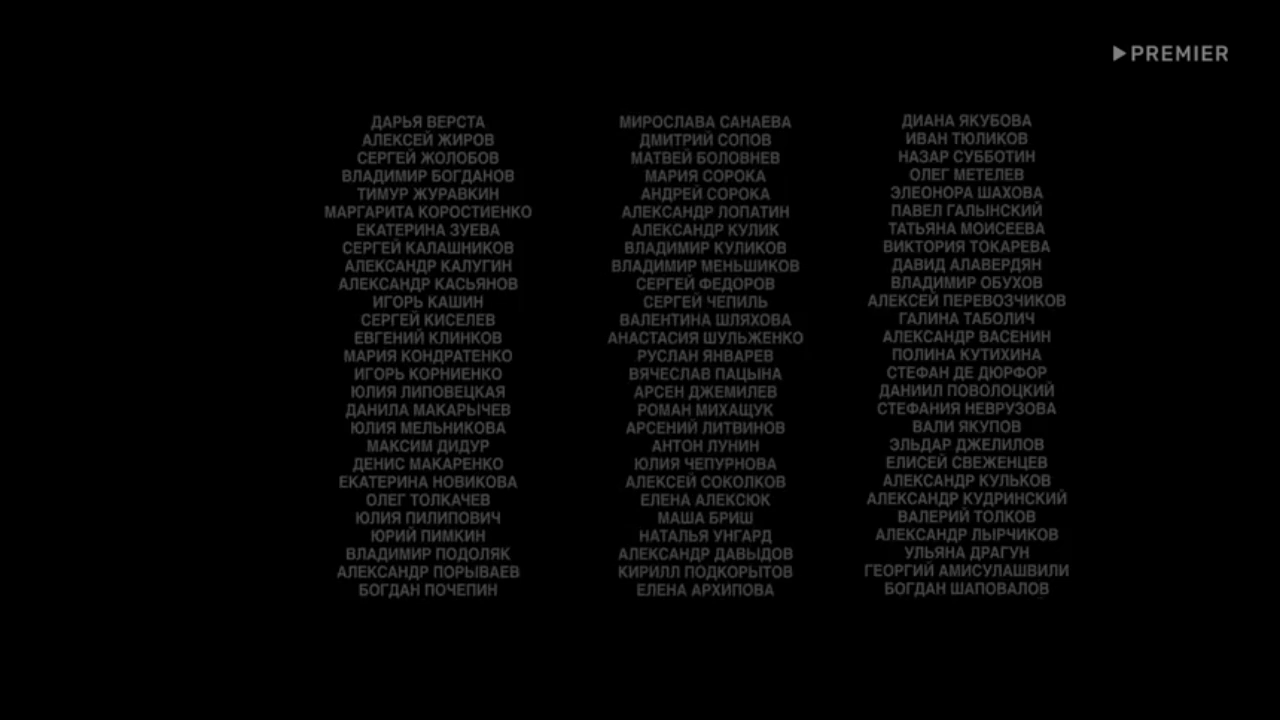 PREMIER
ДАРЬЯ ВЕРСТА
АЛЕКСЕЙ ЖИРОВ
СЕРГЕЙ ЖОЛОБОВ
ВЛАДИМИР БОГДАНОВ
ТИМУР ЖУРАВКИН
МАРГАРИТА КОРОСТИЕНКО
ЕКАТЕРИНА ЗУЕВА
СЕРГЕЙ КАЛАШНИКОВ
АЛЕКСАНДР КАЛУГИН
АЛЕКСАНДР КАСЬЯНОВ
ИГОРЬ КАШИН
СЕРГЕЙ КИСЕЛЕВ
ЕВГЕНИЙ КЛИНКОВ
МАРИЯ КОНДРАТЕНКО
ИГОРЬ КОРНИЕНКО
ЮЛИЯ ЛИПОВЕЦКАЯ
ДАНИЛА МАКАРЫЧЕВ
ЮЛИЯ МЕЛЬНИКОВА
МАКСИМ ДИДУР
ДЕНИС МАКАРЕНКО
ЕКАТЕРИНА НОВИКОВА
ОЛЕГ ТОЛКАЧЕВ
ЮЛИЯ ПИЛИПОВИЧ
ЮРИЙ ПИМКИН
ВЛАДИМИР ПОДОЛЯК
АЛЕКСАНДР ПОРЫВАЕВ
БОГДАН ПОЧЕПИН
МИРОСЛАВА САНАЕВА
ДМИТРИЙ СОПОВ
МАТВЕЙ БОЛОВНЕВ
МАРИЯ СОРОКА
АНДРЕЙ СОРОКА
АЛЕКСАНДР ЛОПАТИН
АЛЕКСАНДР КУЛИК
ВЛАДИМИР КУЛИКОВ
ВЛАДИМИР МЕНЬШИКОВ
СЕРГЕЙ ФЕДОРОВ
СЕРГЕЙ ЧЕПИЛЬ
ВАЛЕНТИНА ШЛЯХОВА
АНАСТАСИЯ ШУЛЬЖЕНКО
РУСЛАН ЯНВАРЕВ
ВЯЧЕСЛАВ ПАЦЫНА
АРСЕН ДЖЕМИЛЕВ
РОМАН МИХАЩУК
АРСЕНИЙ ЛИТВИНОВ
АНТОН ЛУНИН
ЮЛИЯ ЧЕПУРНОВА
АЛЕКСЕЙ СОКОЛКОВ
ЕЛЕНА АЛЕКСЮК
МАША БРИШ
НАТАЛЬЯ УНГАРД
АЛЕКСАНДР ДАВЫДОВ
КИРИЛЛ ПОДКОРЫТОВ
ЕЛЕНА АРХИПОВА
ДИАНА ЯКУБОВА
ИВАН ТЮЛИКОВ
НАЗАР СУББОТИН
ОЛЕГ МЕТЕЛЕВ
ЭЛЕОНОРА ШАХОВА
ПАВЕЛ ГАЛЫНСКИЙ
ТАТЬЯНА МОИСЕЕВА
ВИКТОРИЯ ТОКАРЕВА
ДАВИД АЛАВЕРДЯН
ВЛАДИМИР ОБУХОВ
АЛЕКСЕЙ ПЕРЕВОЗЧИКОВ
ГАЛИНА ТАБОЛИЧ
АЛЕКСАНДР ВАСЕНИН
ПОЛИНА КУТИХИНА
СТЕФАН ДЕ ДЮРФОР
ДАНИИЛ ПОВОЛОЦКИЙ
СТЕФАНИЯ НЕВРУЗОВА
ВАЛИ ЯКУПОВ
ЭЛЬДАР ДЖЕЛИЛОВ
ЕЛИСЕЙ СВЕЖЕНЦЕВ
АЛЕКСАНДР КУЛЬКОВ
АЛЕКСАНДР КУДРИНСКИЙ
ВАЛЕРИЙ ТОЛКОВ
АЛЕКСАНДР ЛЫРЧИКОВ
УЛЬЯНА ДРАГУН
ГЕОРГИЙ АМИСУЛАШВИЛИ
БОГДАН ШАПОВАЛОВ